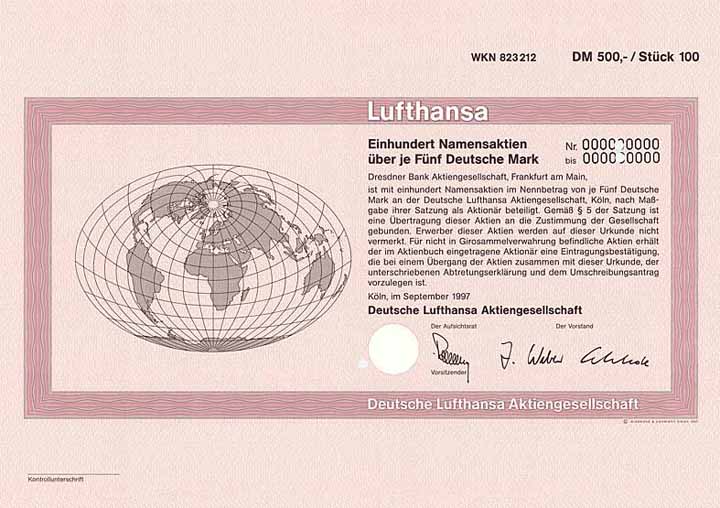 WKN 823212 DM 500,- / Stück 100
Lufthansa
Einhundert Namensaktien
über je Fünf Deutsche Mark
Nr. 000000000
bis 000000000
Dresdner Bank Aktiengesellschaft, Frankfurt am Main,
ist mit einhundert Namensaktien im Nennbetrag von je Fünf Deutsche
Mark an der Deutsche Lufthansa Aktiengesellschaft, Köln, nach Maß-
gabe ihrer Satzung als Aktionär beteiligt. Gemäß § 5 der Satzung ist
eine Übertragung dieser Aktien an die Zustimmung der Gesellschaft
gebunden. Erwerber dieser Aktien werden auf dieser Urkunde nicht
vermerkt. Für nicht in Girosammelverwahrung befindliche Aktien erhält
der im Aktienbuch eingetragene Aktionär eine Eintragungsbestätigung,
die bei einem Übergang der Aktien zusammen mit dieser Urkunde, der
unterschriebenen Abtretungserklärung und dem Umschreibungsantrag
vorzulegen ist.
Köln, im September 1997
Deutsche Lufthansa Aktiengesellschaft
Der Aufsichtsrat Der Vorstand
J. Weber
Vorsitzender
Deutsche Lufthansa Aktiengesellschaft
Kontrollunterschrift